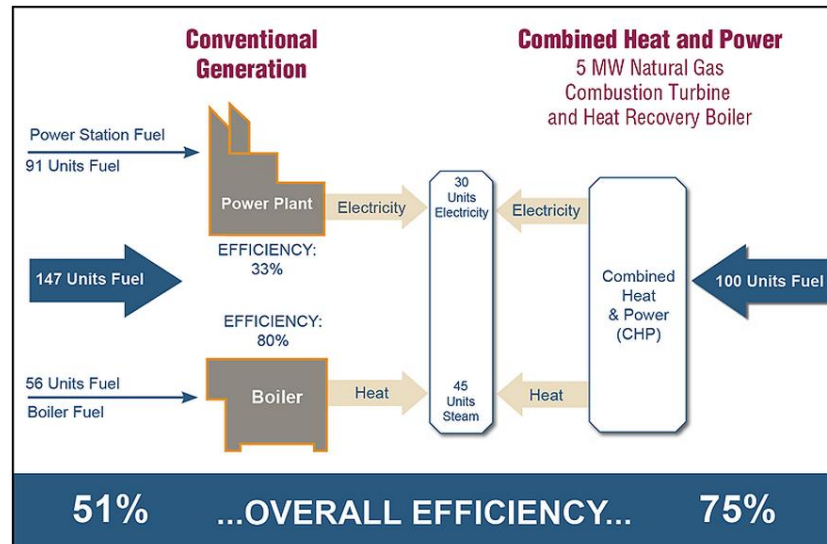 Conventional
Generation
Combined Heat and Power
5 MW Natural Gas
Combustion Turbine
and Heat Recovery Boiler
Power Station Fuel
91 Units Fuel
Power Plant
Electricity
30
Units
Electricity
Electricity
EFFICIENCY:
33%
147 Units Fuel
Combined
Heat
& Power
(CHP)
100 Units Fuel
EFFICIENCY:
80%
56 Units Fuel
Boiler Fuel
Boiler
Heat
45
Units
Steam
Heat
51% ...OVERALL EFFICIENCY... 75%